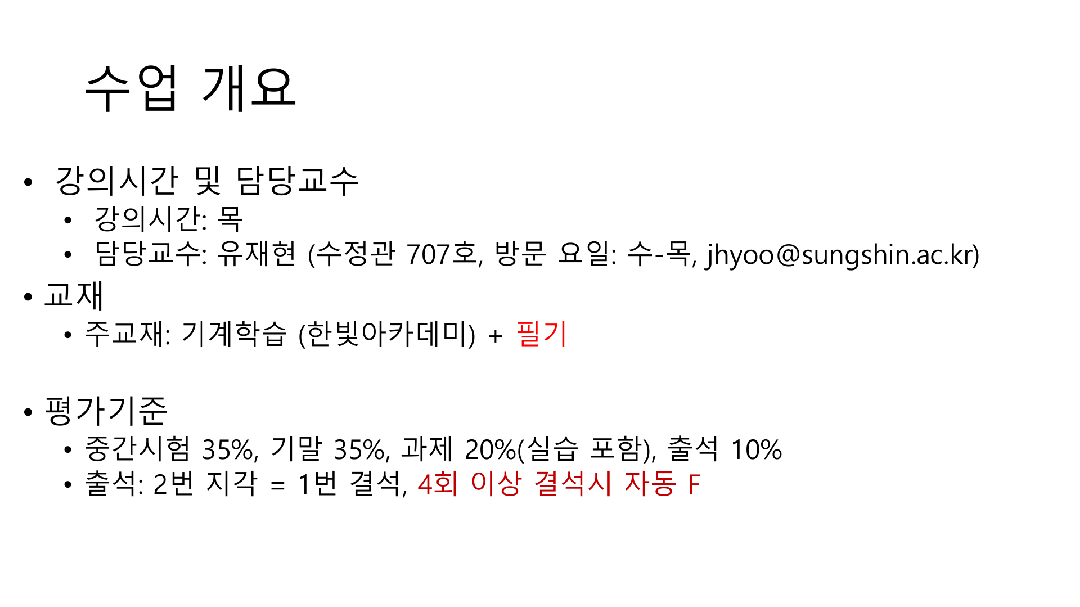 수업 개요
• 강의시간 및 담당교수
• 강의시간: 목
• 담당교수: 유재현 (수정관 707호, 방문 요일: 수-목, jhyoo@sungshin.ac.kr)
• 교재
• 주교재: 기계학습 (한빛아카데미) + 필기
• 평가기준
• 중간시험 35%, 기말 35%, 과제 20%(실습 포함), 출석 10%
• 출석: 2번 지각 = 1번 결석, 4회 이상 결석시 자동 F